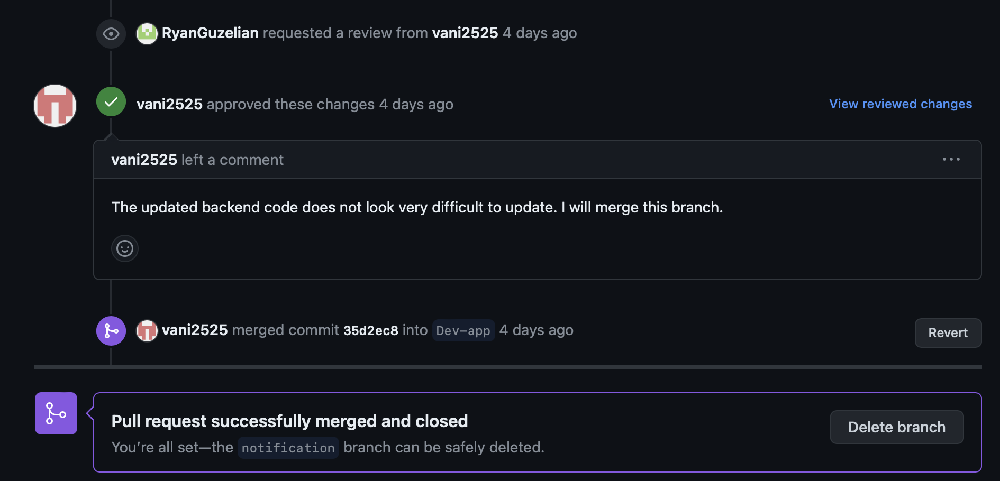 RyanGuzelian requested a review from vani2525 4 days ago
vani2525 approved these changes 4 days ago
View reviewed changes
vani2525 left a comment
The updated backend code does not look very difficult to update. I will merge this branch.
vani2525 merged commit 35d2ec8 into Dev-app 4 days ago
Revert
Pull request successfully merged and closed
Delete branch
You’re all set—the notification branch can be safely deleted.